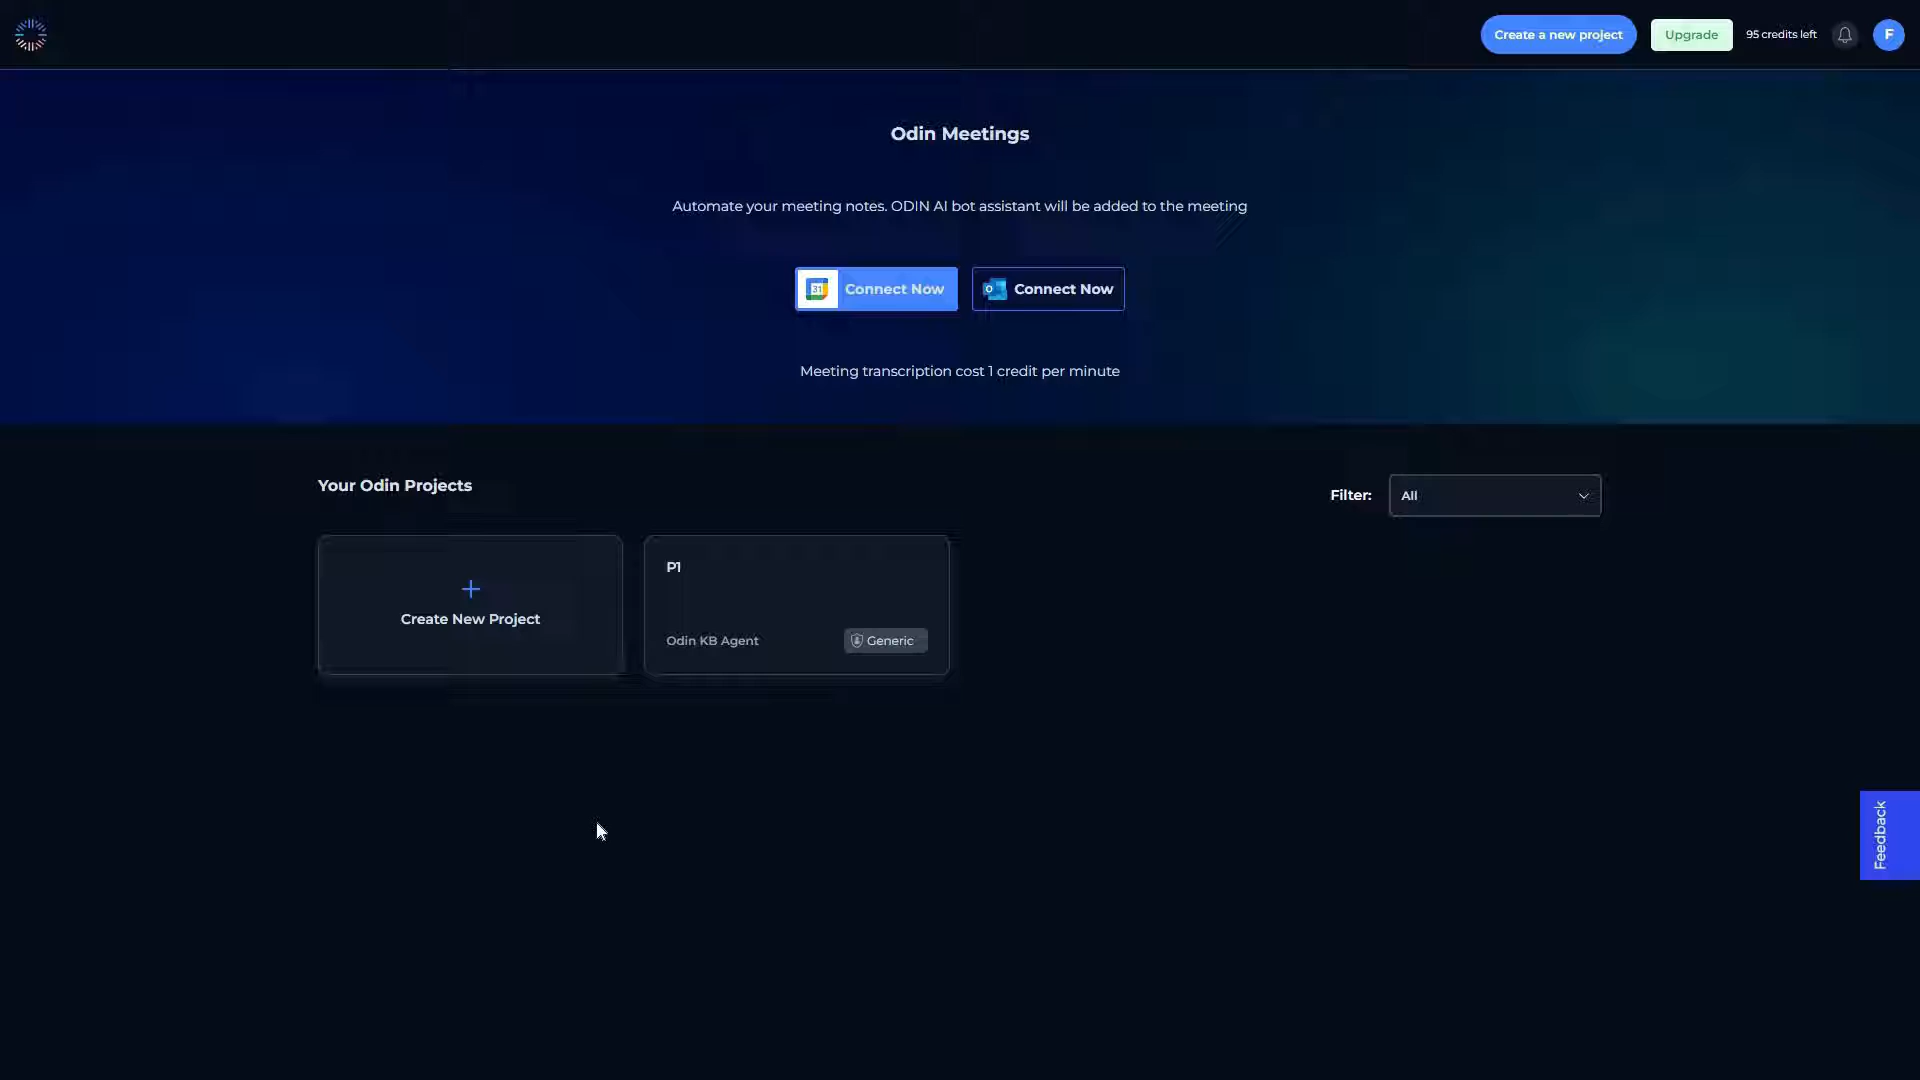 Create a new project
Upgrade
95 credits left
F
Odin Meetings
Automate your meeting notes. ODIN AI bot assistant will be added to the meeting
31 Connect Now
Connect Now
Meeting transcription cost 1 credit per minute
Your Odin Projects
Filter: All
Create New Project
P1
Odin KB Agent
Generic
Feedback